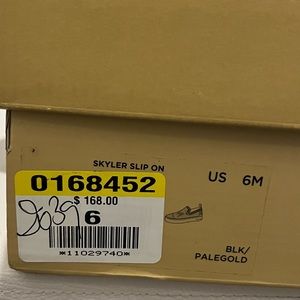 SKYLER SLIP ON
0168452
$ 168.00
6
*11029740*
US 6M
BLK/
PALEGOLD